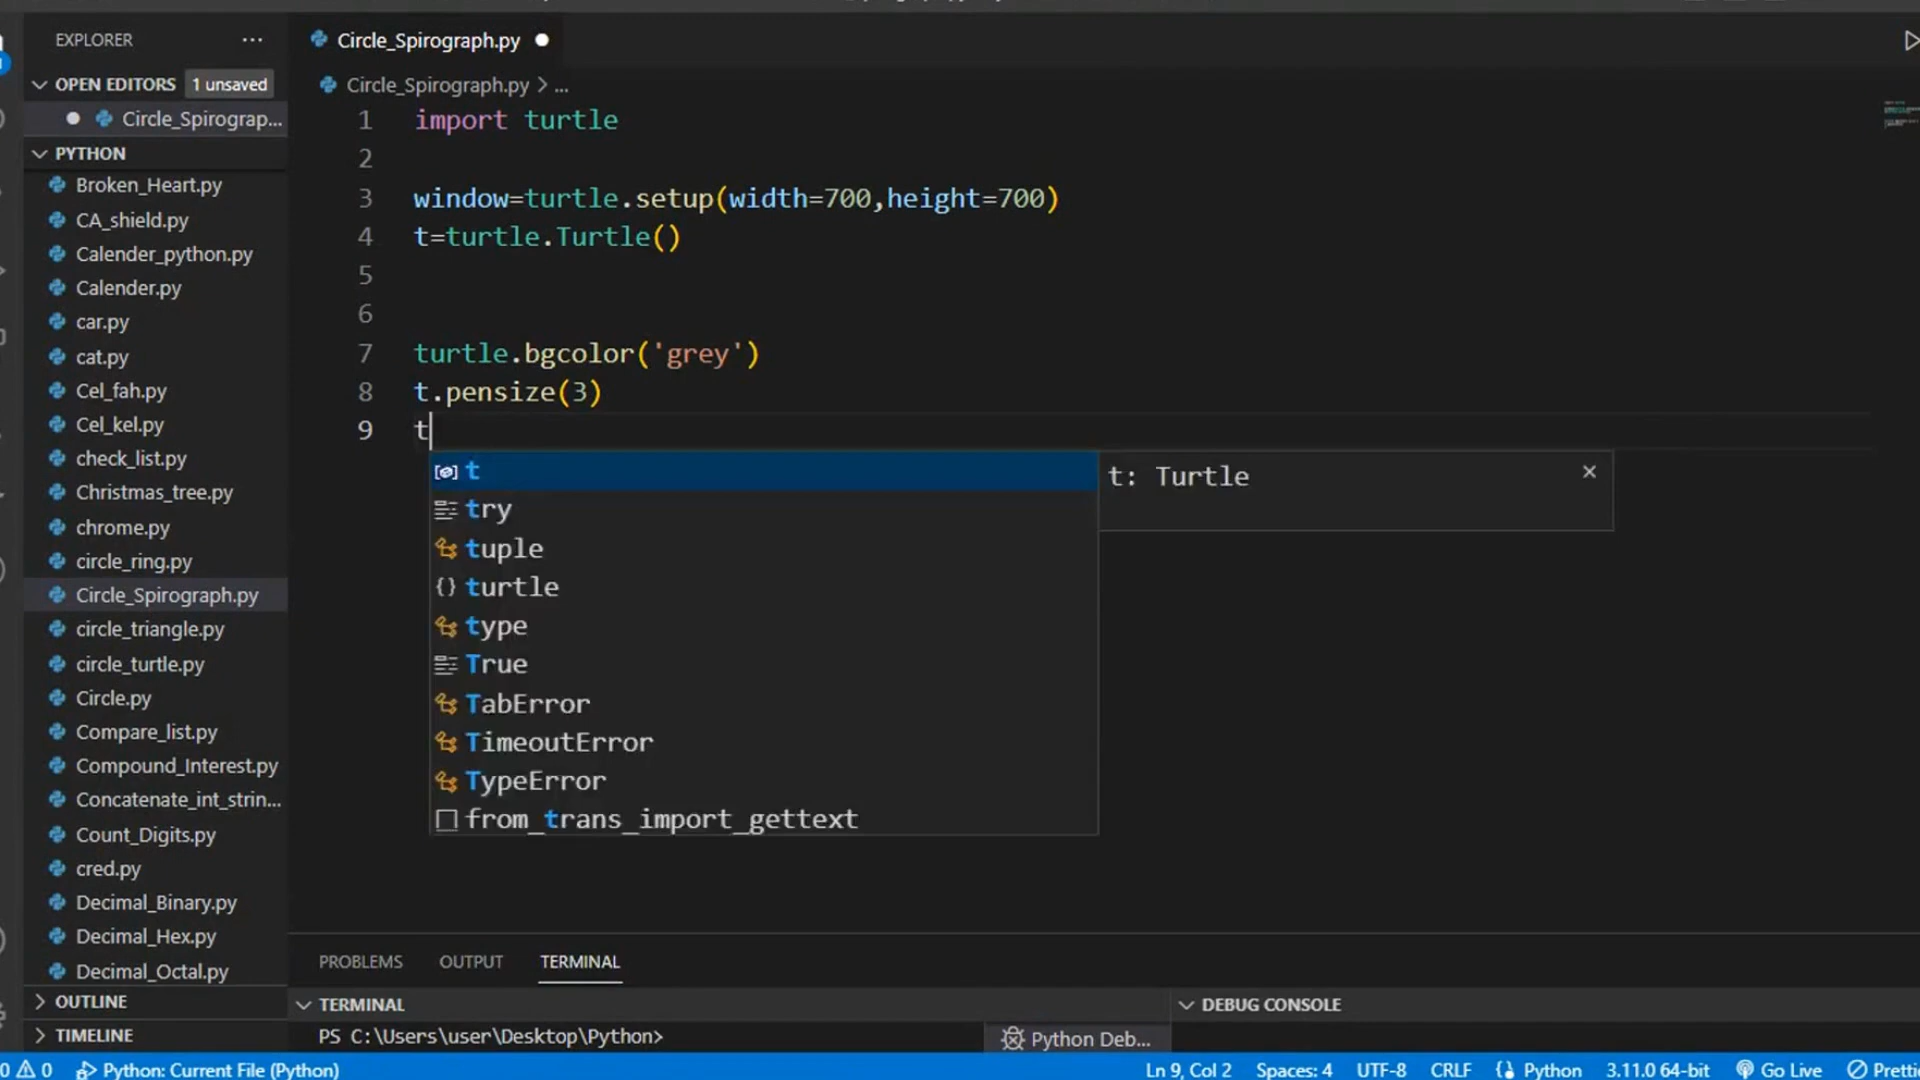 EXPLORER
OPEN EDITORS 1 unsaved
Circle_Spirograp...
PYTHON
Broken_Heart.py
CA_shield.py
Calender_python.py
Calender.py
car.py
cat.py
Cel_fah.py
Cel_kel.py
check_list.py
Christmas_tree.py
chrome.py
circle_ring.py
Circle_Spirograph.py
circle_triangle.py
circle_turtle.py
Circle.py
Compare_list.py
Compound_Interest.py
Concatenate_int_strin...
Count_Digits.py
cred.py
Decimal_Binary.py
Decimal_Hex.py
Decimal_Octal.py
OUTLINE
TIMELINE
Circle_Spirograph.py
Circle_Spirograph.py > ...
1 import turtle
2
3 window=turtle.setup(width=700,height=700)
4 t=turtle.Turtle()
5
6
7 turtle.bgcolor('grey')
8 t.pensize(3)
9 t
t
try
tuple
turtle
type
True
TabError
TimeoutError
TypeError
from_trans_import_gettext
t: Turtle
PROBLEMS OUTPUT TERMINAL
TERMINAL
PS C:\Users\user\Desktop\Python>
Python Deb...
DEBUG CONSOLE
0 0 Python: Current File (Python) Ln 9, Col 2 Spaces: 4 UTF-8 CRLF Python 3.11.0 64-bit Go Live